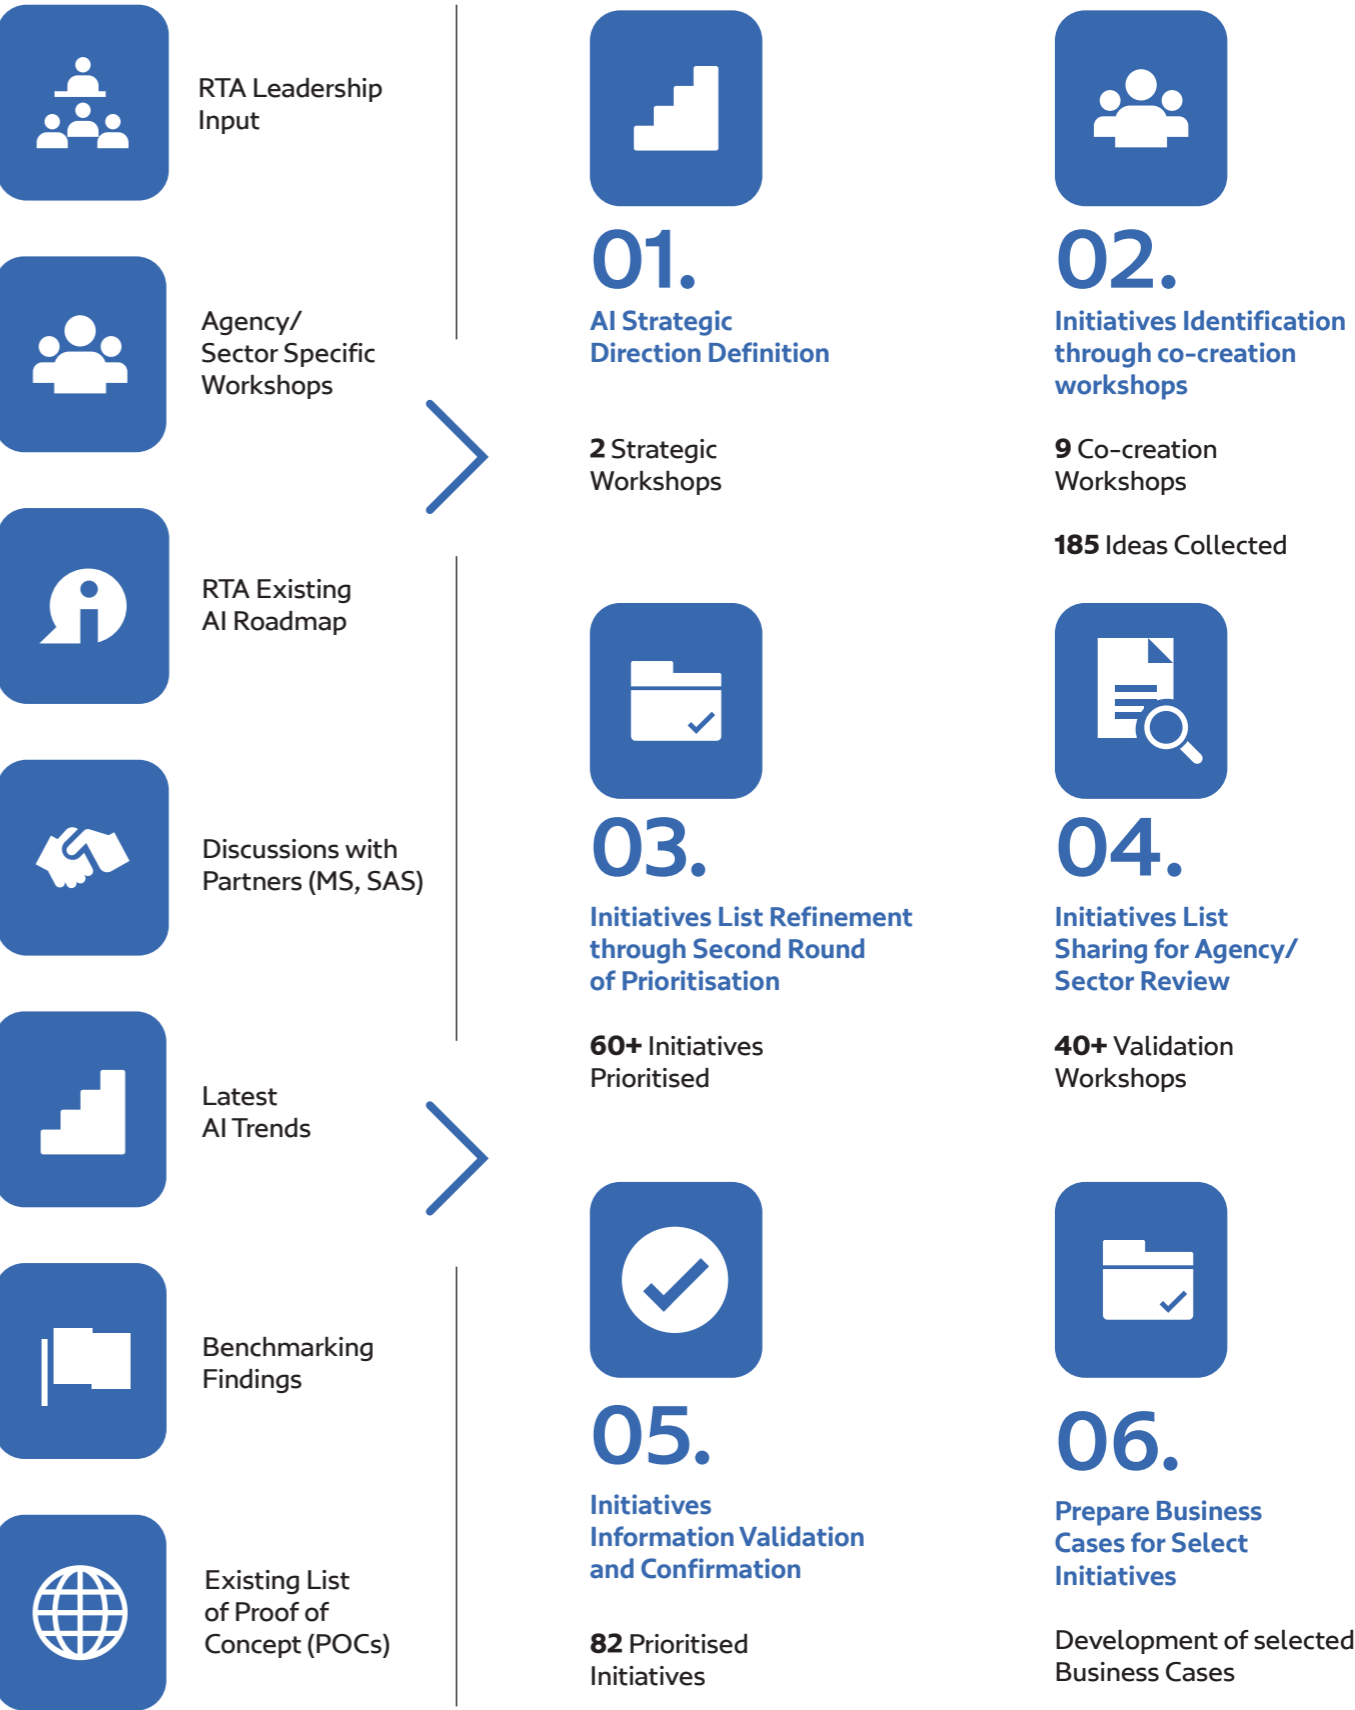 RTA Leadership
Input
Agency/
Sector Specific
Workshops
RTA Existing
AI Roadmap
Discussions with
Partners (MS, SAS)
Latest
AI Trends
Benchmarking
Findings
Existing List
of Proof of
Concept (POCs)
01.
AI Strategic
Direction Definition
2 Strategic
Workshops
02.
Initiatives Identification
through co-creation
workshops
9 Co-creation
Workshops
185 Ideas Collected
03.
Initiatives List Refinement
through Second Round
of Prioritisation
60+ Initiatives
Prioritised
04.
Initiatives List
Sharing for Agency/
Sector Review
40+ Validation
Workshops
05.
Initiatives
Information Validation
and Confirmation
82 Prioritised
Initiatives
06.
Prepare Business
Cases for Select
Initiatives
Development of selected
Business Cases